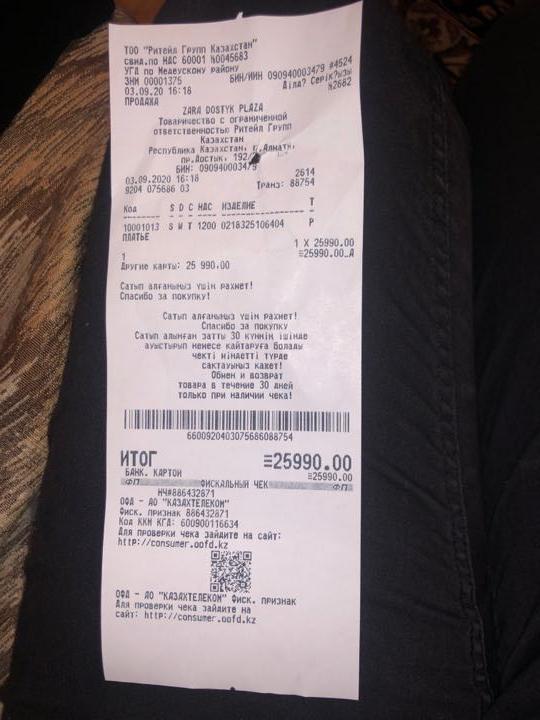 ТОО "Ритейл Групп Казахстан"
свид.по НДС 60001 №0045683
УГД по Медеускому району
ЗНМ 00001375 БИН/ИИН 090940003479 #4524
03.09.20 16:18 Аіла? Серік?ызы
ПРОДАЖА №2682
ZARA DOSTYK PLAZA
Товарищество с ограниченной
ответственностью Ритейл Групп
Казахстан
Республика Казахстан, г.Алматы,
пр.Достык, 192/
БИН: 090940003479
03.09.2020 16:18 2614
9204 075686 03 Транз: 88754
Код S D C НДС ИЗДЕЛИЕ Т
10001013 S W T 1200 0218325106404 Р
ПЛАТЬЕ
1 X 25990.00
1 =25990.00_А
Другие карты: 25 990.00
Сатып алғаныңыз үшін рахмет!
Спасибо за покупку!
Сатып алғаныңыз үшін рахмет!
Спасибо за покупку
Сатып алынған затты 30 күннің ішінде
ауыстырып немесе қайтаруға болады
чекті міндетті түрде
сақтауыңыз қажет!
Обмен и возврат
товара в течение 30 дней
только при наличии чека!
6600920403075686088754
ИТОГ =25990.00
БАНК. КАРТОЙ =25990.00
ФП ФИСКАЛЬНЫЙ ЧЕК ФП
МЧ#886432871
ОФД - АО "КАЗАХТЕЛЕКОМ"
Фиск. признак 886432871
Код ККМ КГД: 600900116634
Для проверки чека зайдите на сайт:
http://consumer.oofd.kz
ОФД - АО "КАЗАХТЕЛЕКОМ" Фиск. признак
Для проверки чека зайдите на
сайт: http://consumer.oofd.kz